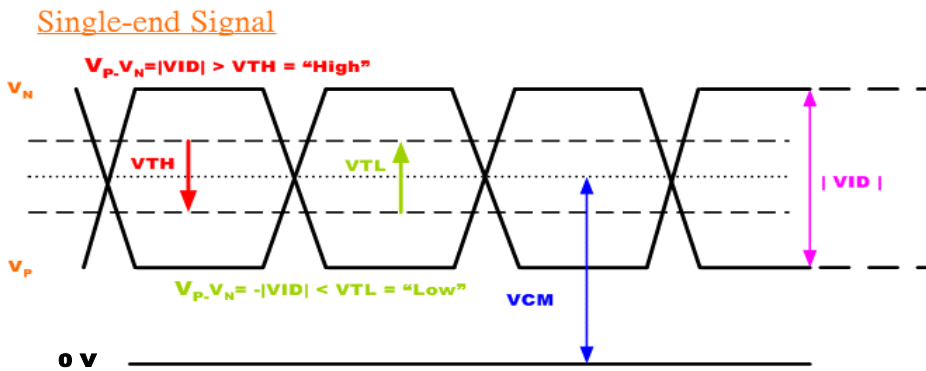 Single-end Signal
VP-VN=|VID| > VTH = “High”
VN
VTH
VTL
| VID |
VP
VP-VN= -|VID| < VTL = “Low”
VCM
0 V